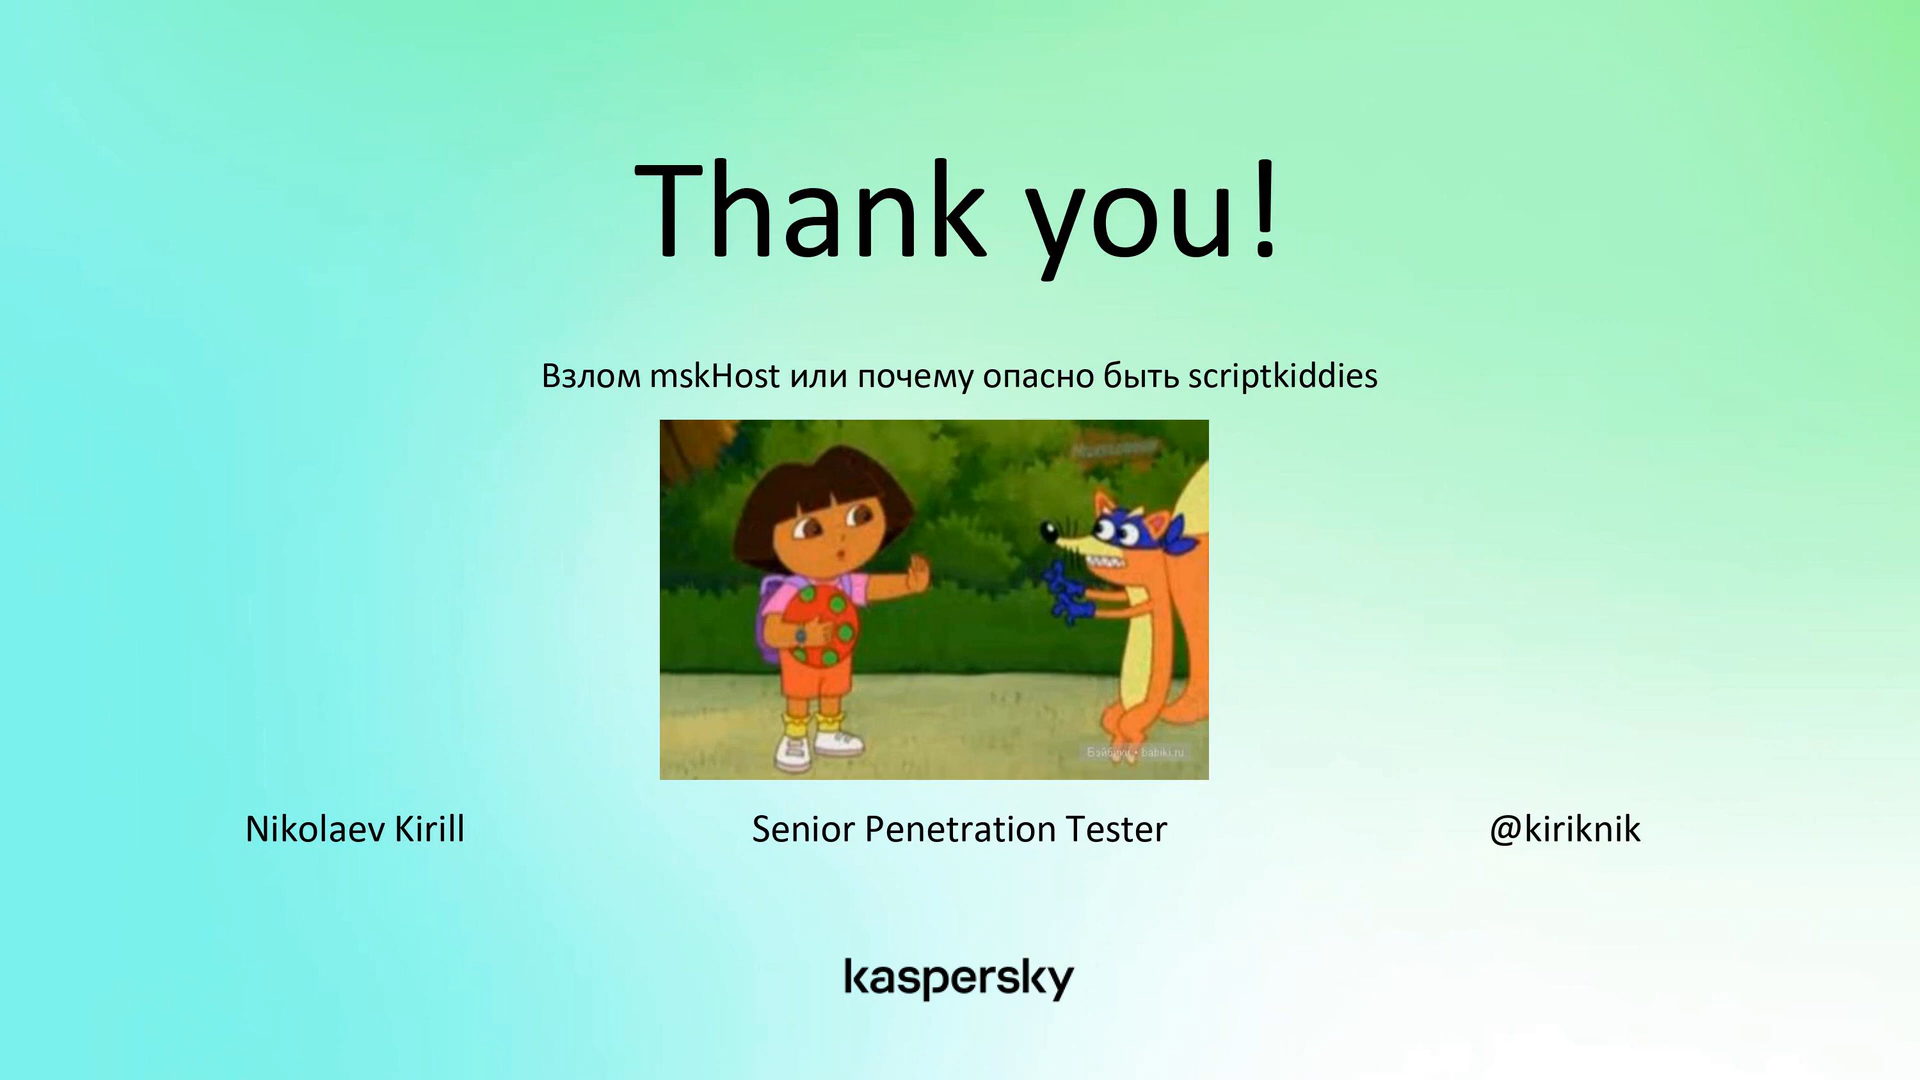 Thank you!
Взлом mskHost или почему опасно быть scriptkiddies
Nikolaev Kirill
Senior Penetration Tester
@kiriknik
kaspersky